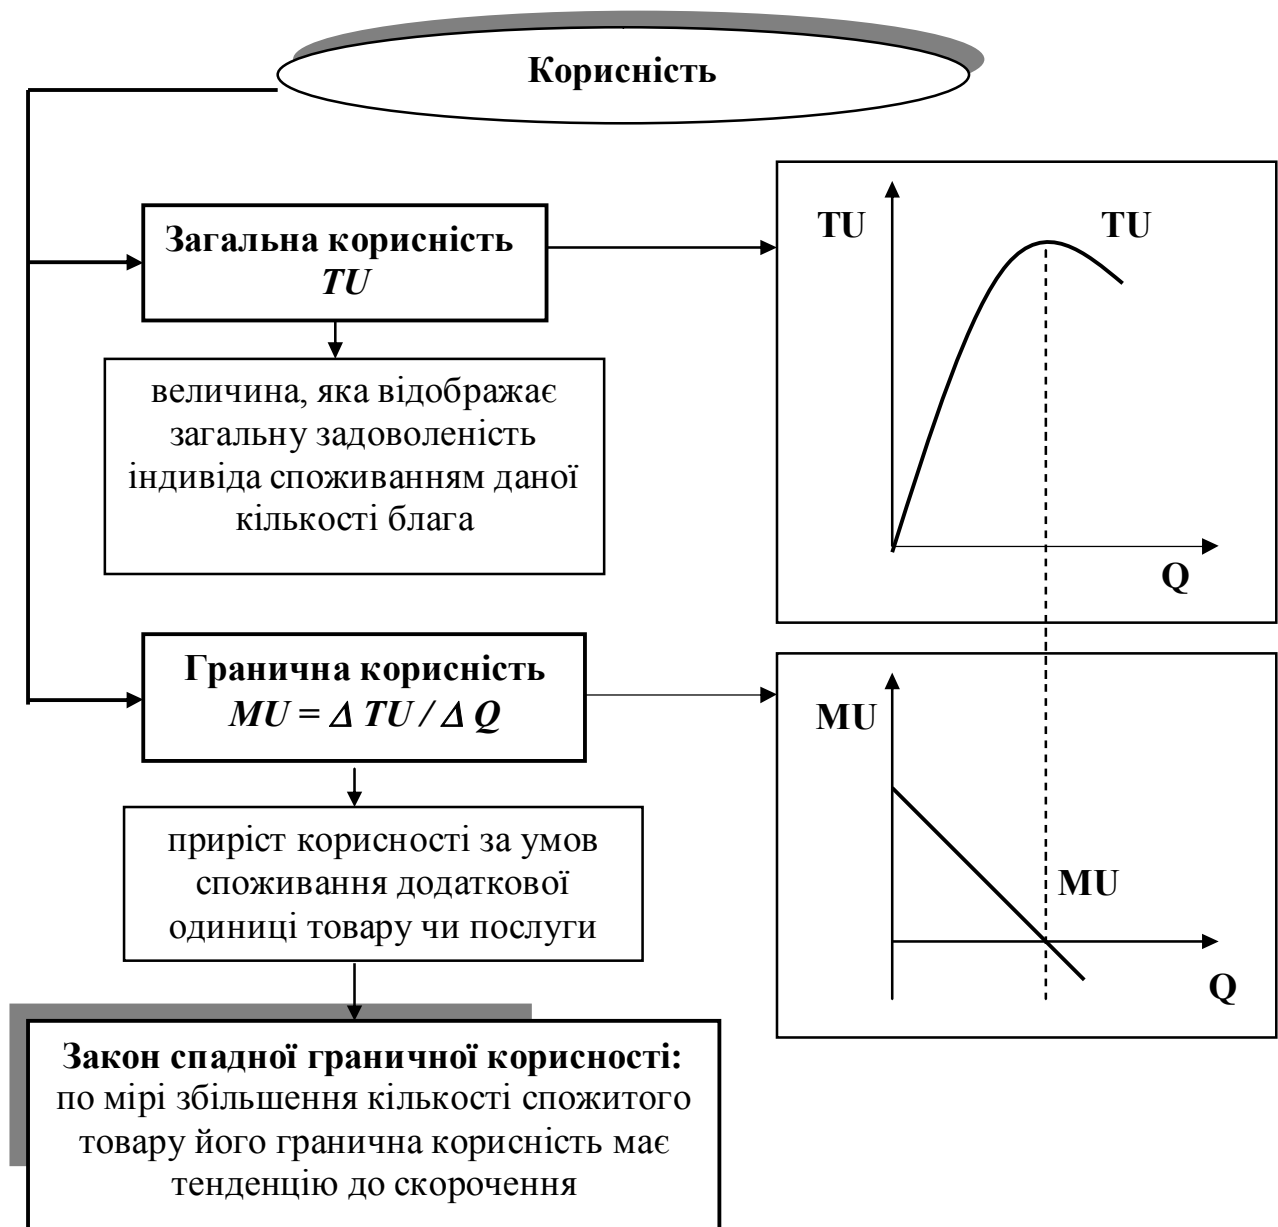 Корисність
Загальна корисність
TU
величина, яка відображає
загальну задоволеність
індивіда споживанням даної
кількості блага
TU
TU
Q
Гранична корисність
MU = Δ TU / Δ Q
приріст корисності за умов
споживання додаткової
одиниці товару чи послуги
MU
MU
Q
Закон спадної граничної корисності:
по мірі збільшення кількості спожитого
товару його гранична корисність має
тенденцію до скорочення